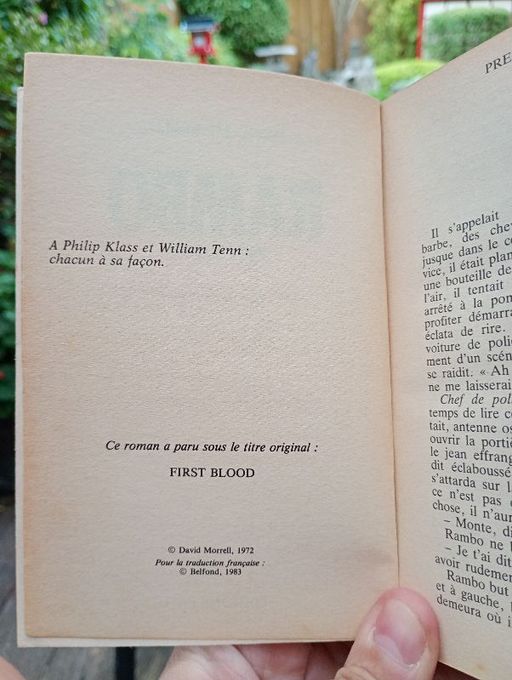 A Philip Klass et William Tenn :
chacun à sa façon.
Ce roman a paru sous le titre original :
FIRST BLOOD
© David Morrell, 1972
Pour la traduction française :
© Belfond, 1983
PRE
Il s'appelait
barbe, des chev
jusque dans le c
vice, il était plan
une bouteille de
l'air, il tentait
arrêté à la pom
profiter démarra
éclata de rire.
voiture de poli
ment d'un scén
se raidit. « Ah
ne me laisserai
Chef de pol
temps de lire c
tait, antenne os
ouvrir la portiè
le jean effrang
dit éclaboussé
s'attarda sur l
ce n'est pas
chose, il n'aur
– Monte, di
Rambo ne
– Je t'ai dit
avoir rudemen
Rambo but
et à gauche,
demeura où i